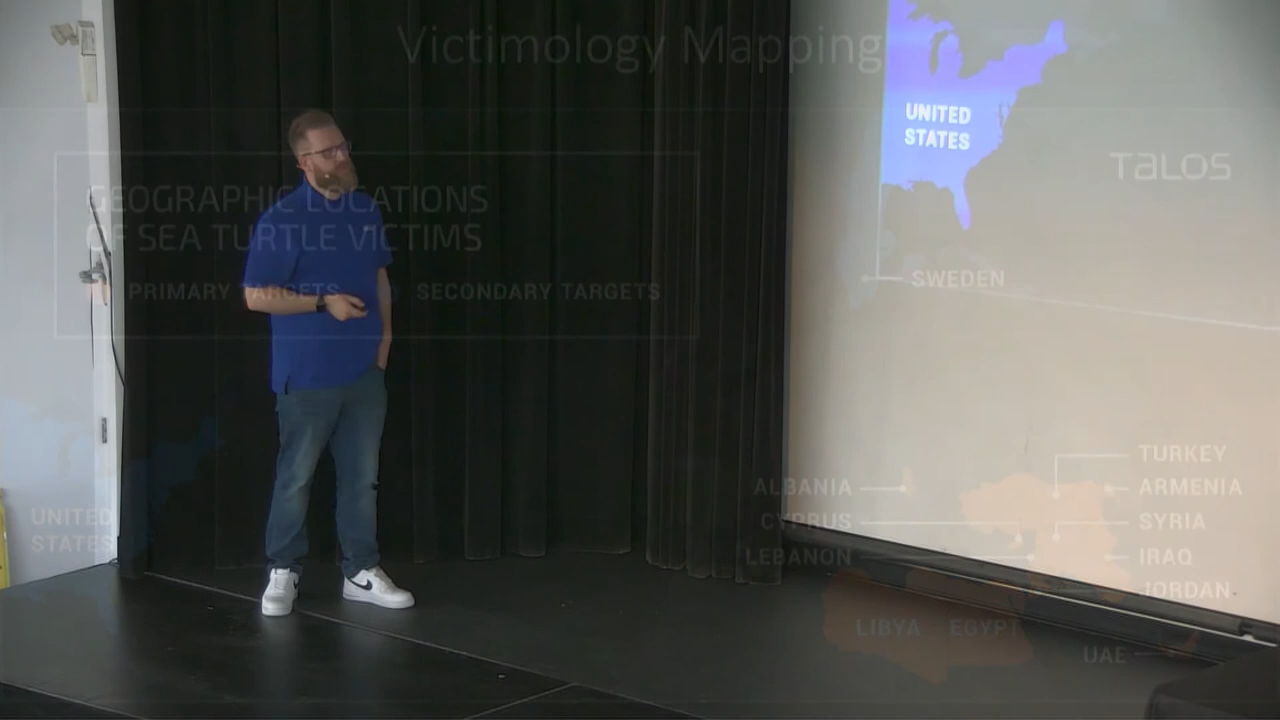 Victimology Mapping
UNITED
STATES
TALOS
GEOGRAPHIC LOCATIONS
OF SEA TURTLE VICTIMS
PRIMARY TARGETS
SECONDARY TARGETS
SWEDEN
TURKEY
ALBANIA
ARMENIA
CYPRUS
SYRIA
LEBANON
IRAQ
JORDAN
UNITED
STATES
LIBYA
EGYPT
UAE